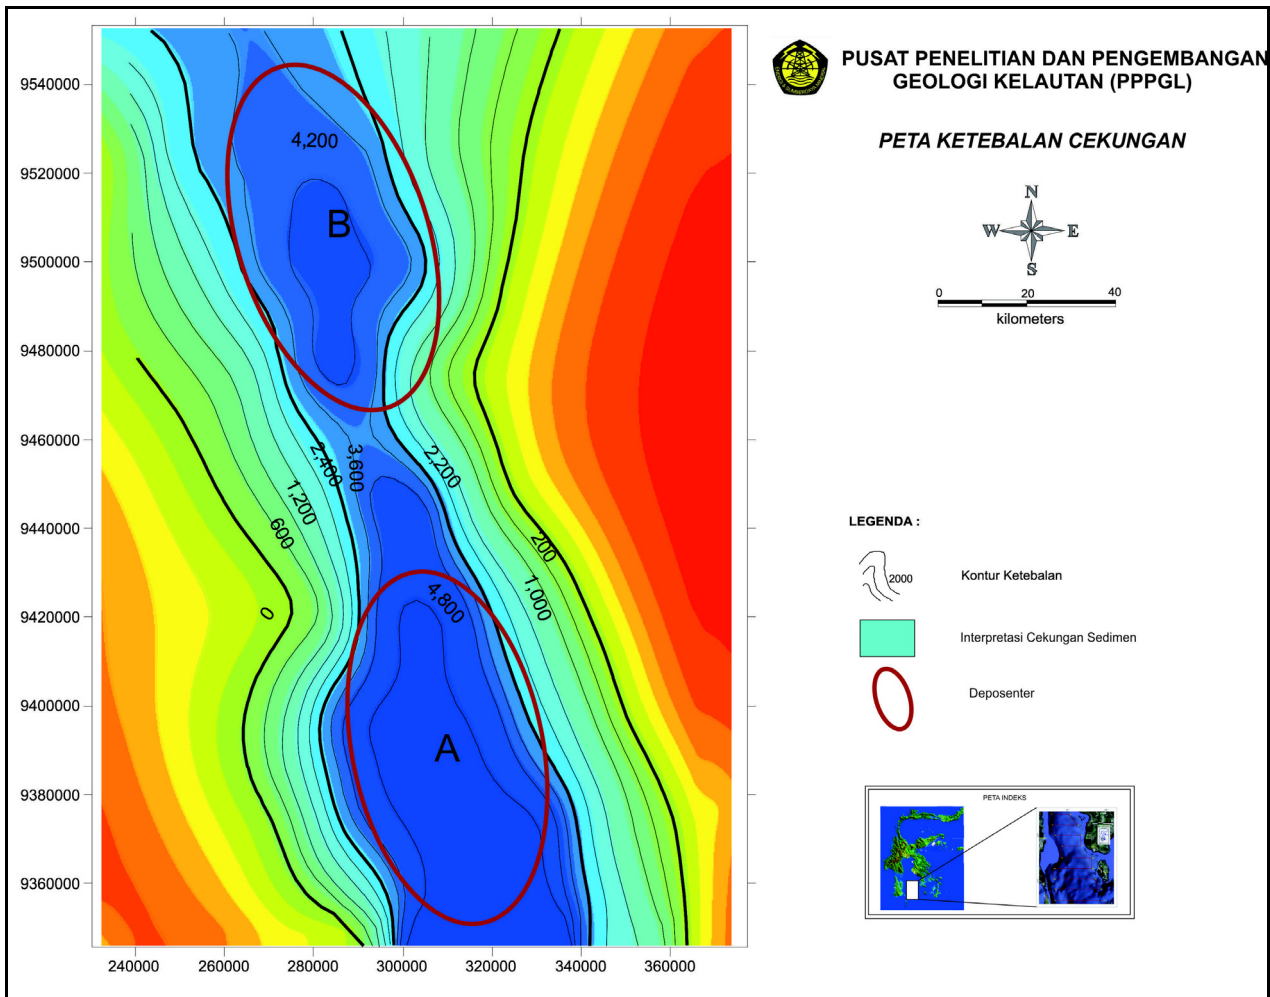 PUSAT PENELITIAN DAN PENGEMBANGAN
GEOLOGI KELAUTAN (PPPGL)
PETA KETEBALAN CEKUNGAN
N
W E
S
0 20 40
kilometers
LEGENDA :
2000
Kontur Ketebalan
Interpretasi Cekungan Sedimen
Deposenter
PETA INDEKS
9540000
9520000
9500000
9480000
9460000
9440000
9420000
9400000
9380000
9360000
240000 260000 280000 300000 320000 340000 360000
4,200
B
2,400
3,600
2,200
1,200
600
200
0
4,800
1,000
A